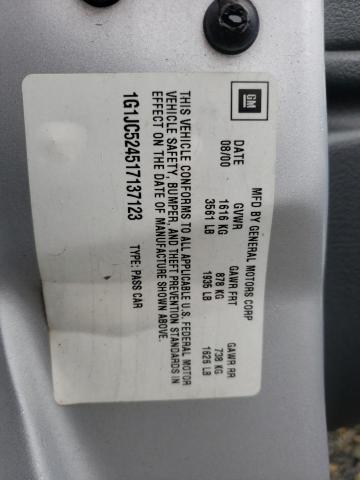 GM
MFD BY GENERAL MOTORS CORP
DATE GVWR GAWR FRT GAWR RR
08/00 1616 KG 878 KG 738 KG
3561 LB 1935 LB 1626 LB
THIS VEHICLE CONFORMS TO ALL APPLICABLE U.S. FEDERAL MOTOR
VEHICLE SAFETY, BUMPER, AND THEFT PREVENTION STANDARDS IN
EFFECT ON THE DATE OF MANUFACTURE SHOWN ABOVE.
1G1JC524517137123 TYPE: PASS CAR